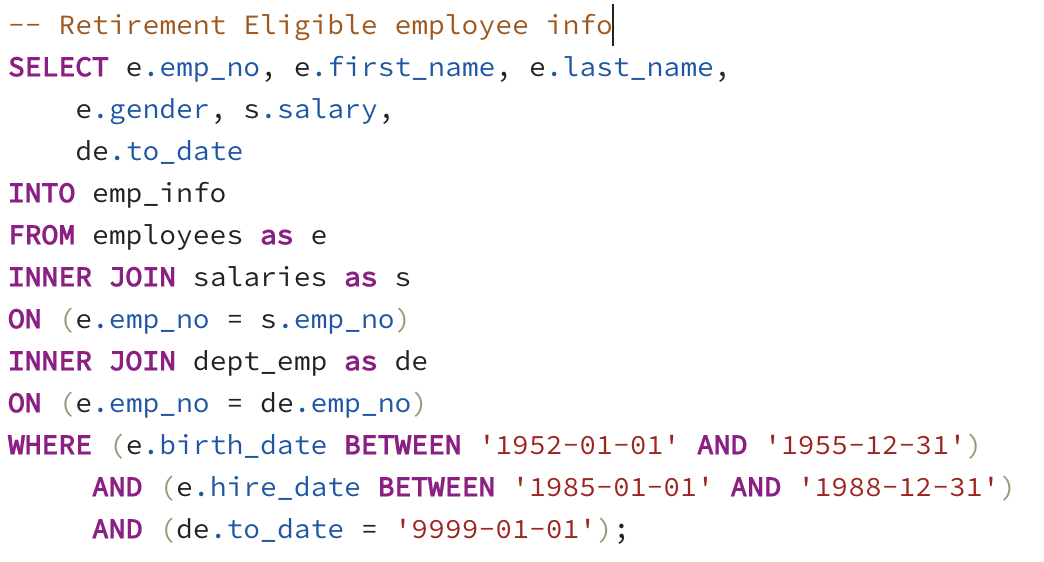 -- Retirement Eligible employee info
SELECT e.emp_no, e.first_name, e.last_name,
    e.gender, s.salary,
    de.to_date
INTO emp_info
FROM employees as e
INNER JOIN salaries as s
ON (e.emp_no = s.emp_no)
INNER JOIN dept_emp as de
ON (e.emp_no = de.emp_no)
WHERE (e.birth_date BETWEEN '1952-01-01' AND '1955-12-31')
     AND (e.hire_date BETWEEN '1985-01-01' AND '1988-12-31')
     AND (de.to_date = '9999-01-01');